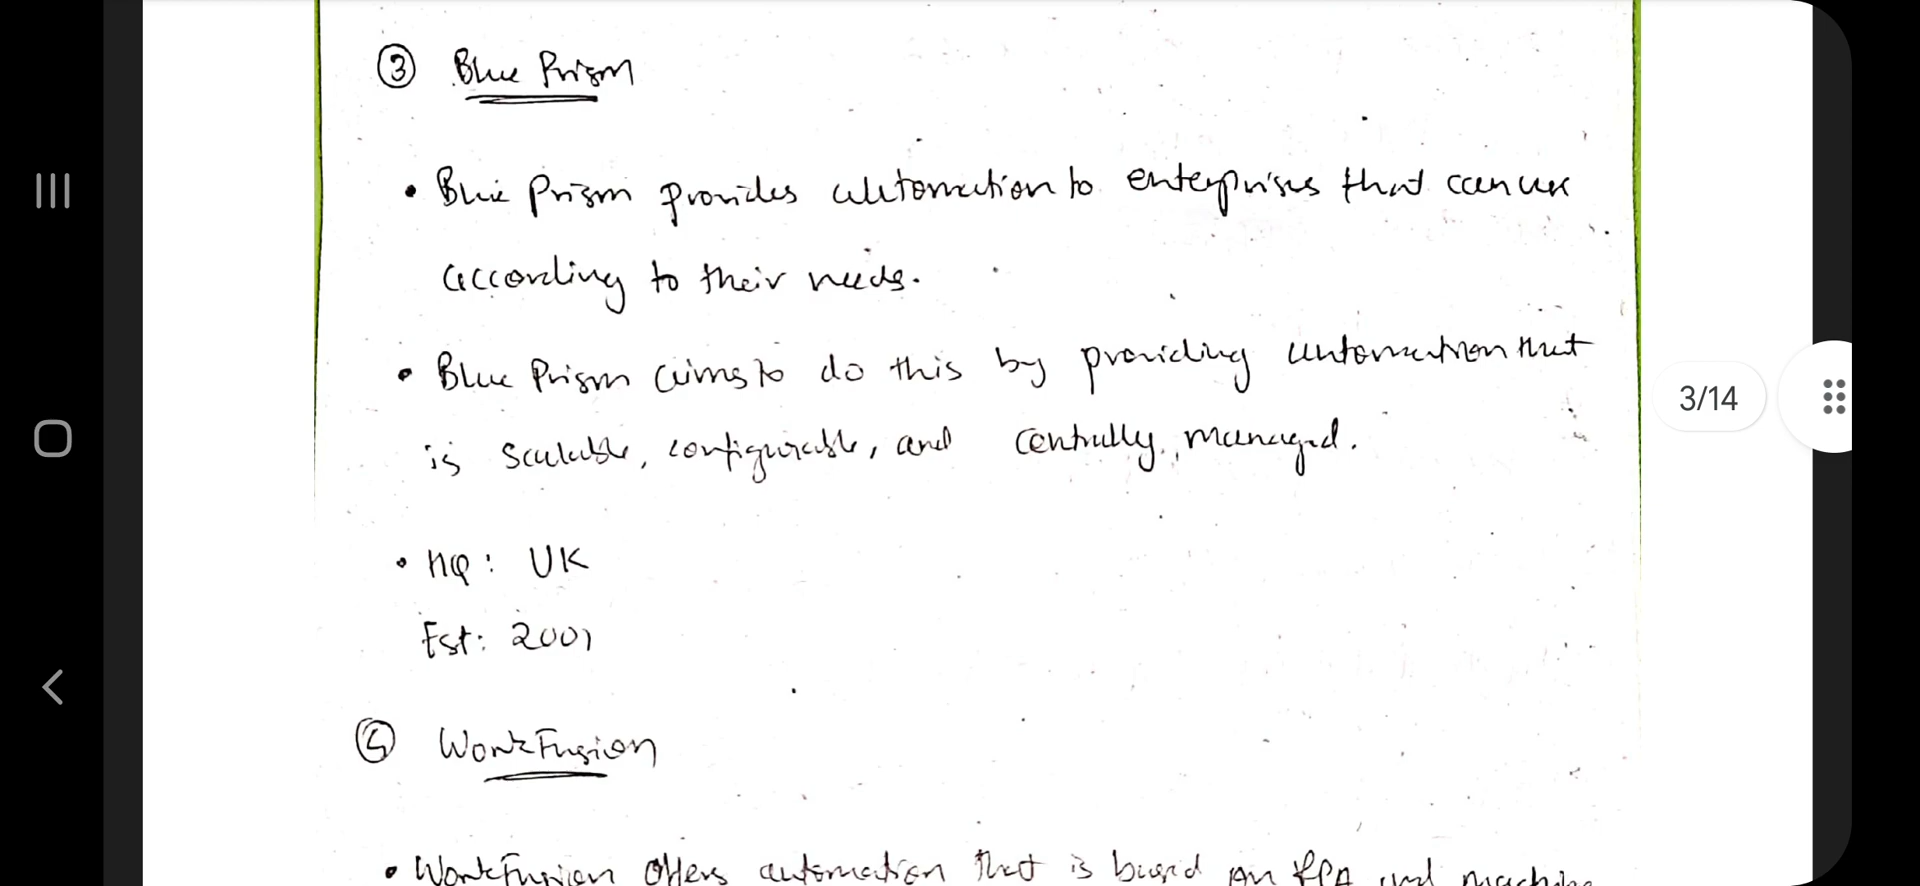 ③ Blue Prism
• Blue Prism provides automation to enterprises that can use
according to their needs.
• Blue Prism aims to do this by providing automation that
is scalable, configurable, and centrally managed.
• HQ: UK
Est: 2001
3/14
④ WorkFusion
• WorkFusion offers automation that is based on RPA and machine